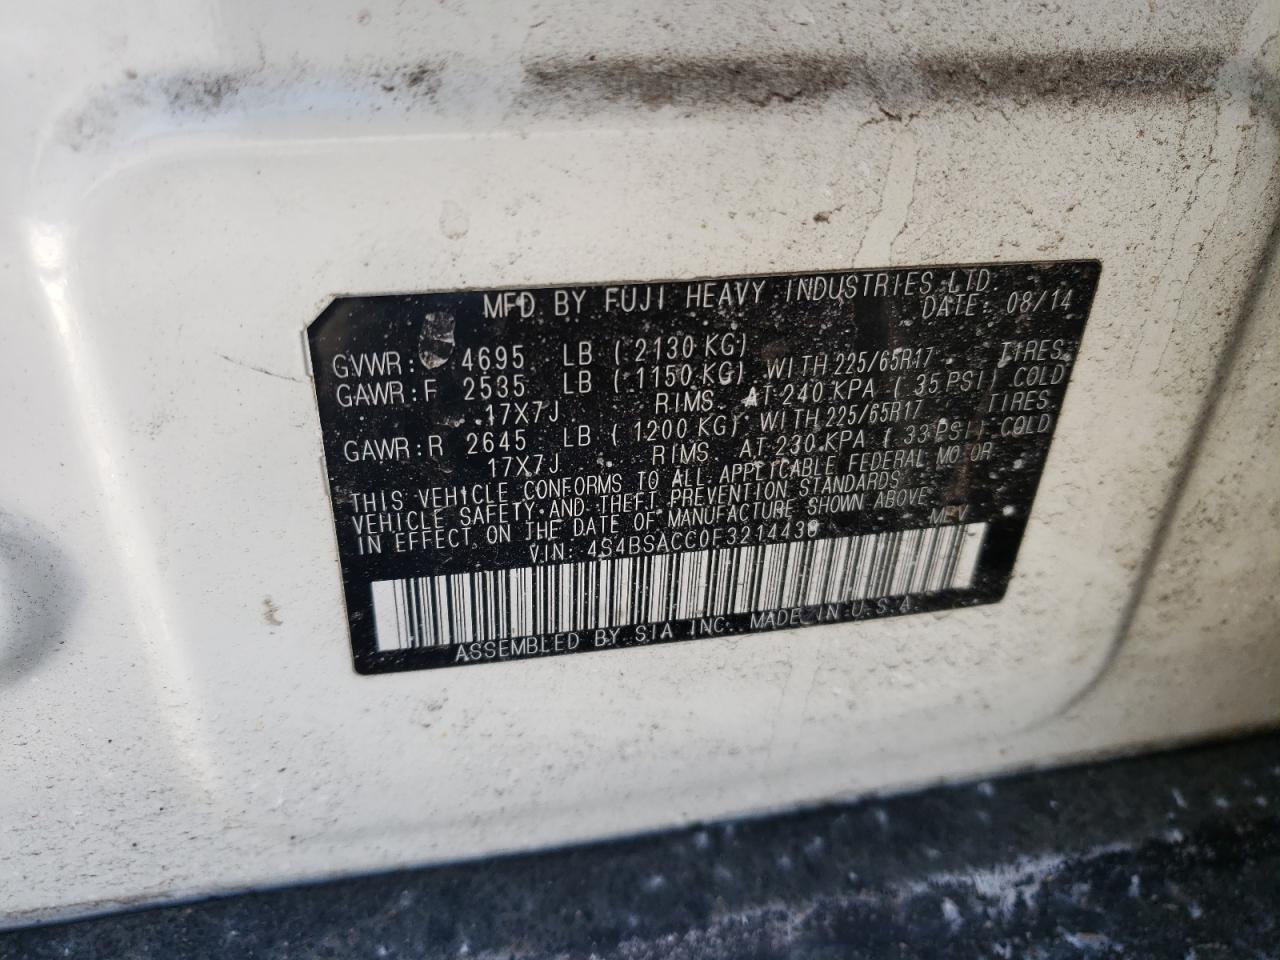 MFD BY FUJI HEAVY INDUSTRIES LTD.
DATE: 08/14
GVWR: 4695 LB ( 2130 KG)
GAWR:F 2535 LB ( 1150 KG) WITH 225/65R17 TIRES
17X7J RIMS AT 240 KPA ( 35 PSI) COLD
GAWR:R 2645 LB ( 1200 KG) WITH 225/65R17 TIRES
17X7J RIMS AT 230 KPA ( 33 PSI) COLD
THIS VEHICLE CONFORMS TO ALL APPLICABLE FEDERAL MOTOR
VEHICLE SAFETY AND THEFT PREVENTION STANDARDS
IN EFFECT ON THE DATE OF MANUFACTURE SHOWN ABOVE
VIN: MPV
ASSEMBLED BY SIA INC. MADE IN U.S.A.